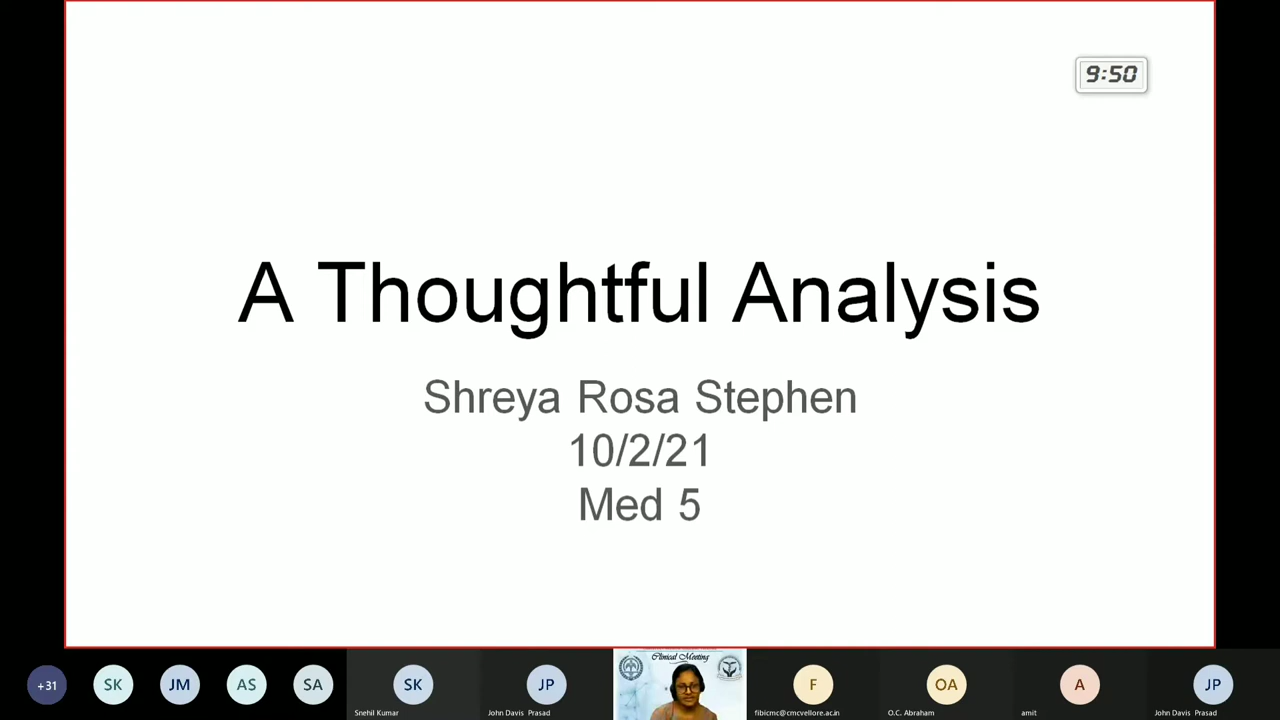 9:50
A Thoughtful Analysis
Shreya Rosa Stephen
10/2/21
Med 5
Clinical Meeting
+31
SK
JM
AS
SA
SK
JP
F
OA
A
JP
Snehil Kumar
John Davis Prasad
fibicmc@cmcvellore.ac.in
O.C. Abraham
amit
John Davis Prasad